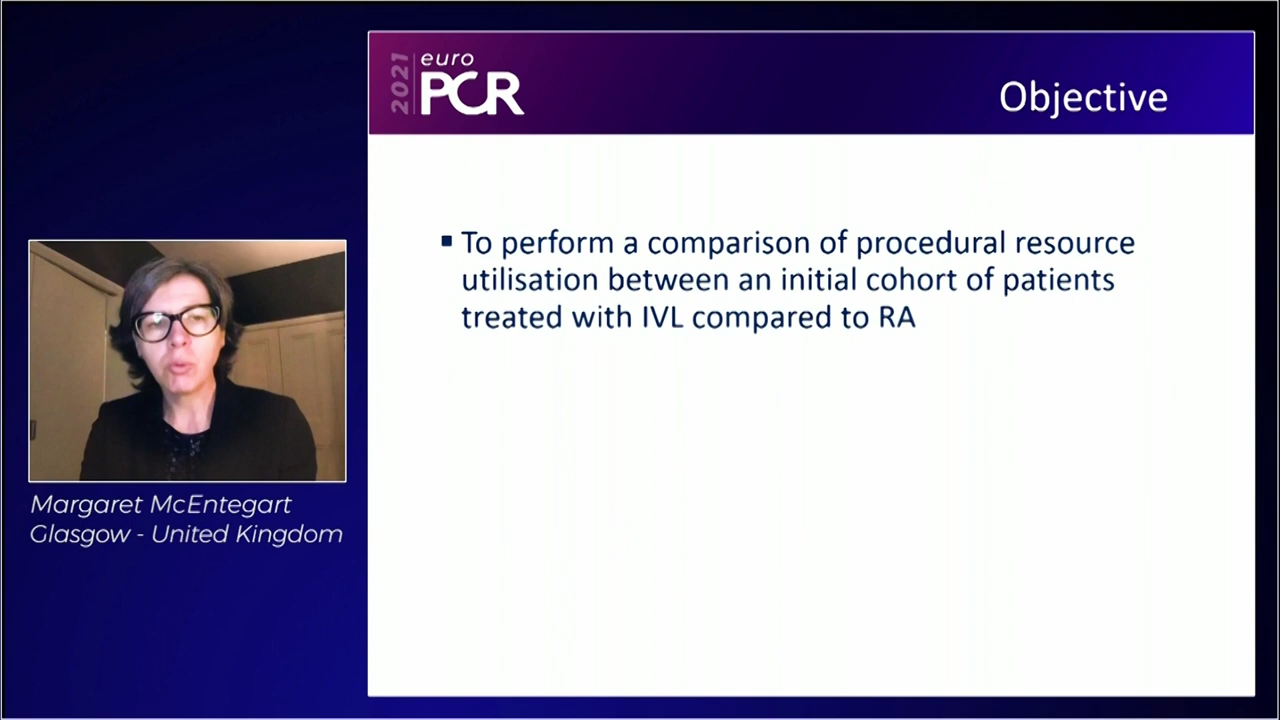 2021
euro
PCR
Objective
▪ To perform a comparison of procedural resource
utilisation between an initial cohort of patients
treated with IVL compared to RA
Margaret McEntegart
Glasgow - United Kingdom